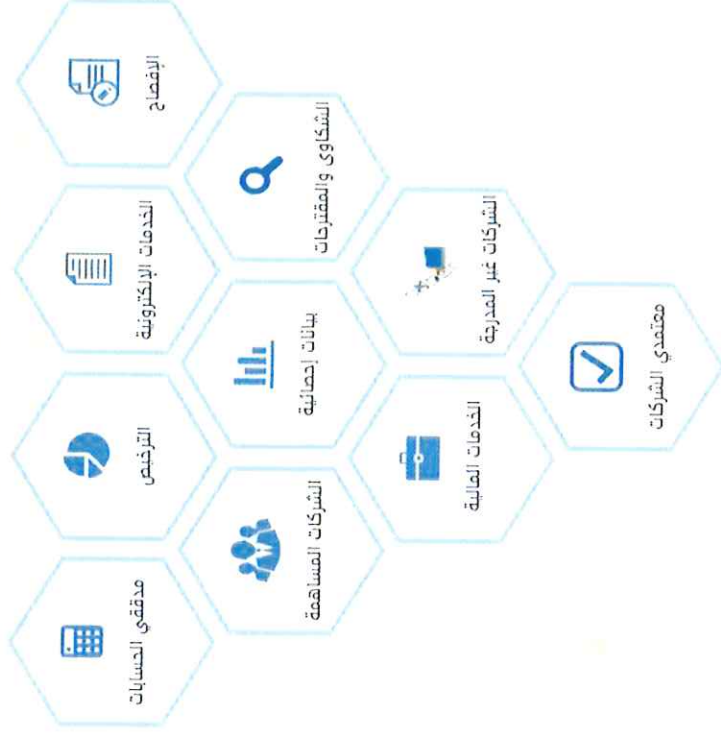 الإفصاح
الخدمات الإلكترونية
الترخيص
مدققي الحسابات
الشكاوى والمقترحات
بيانات إحصائية
الشركات المساهمة
الشركات غير المدرجة
الخدمات المالية
معتمدي الشركات